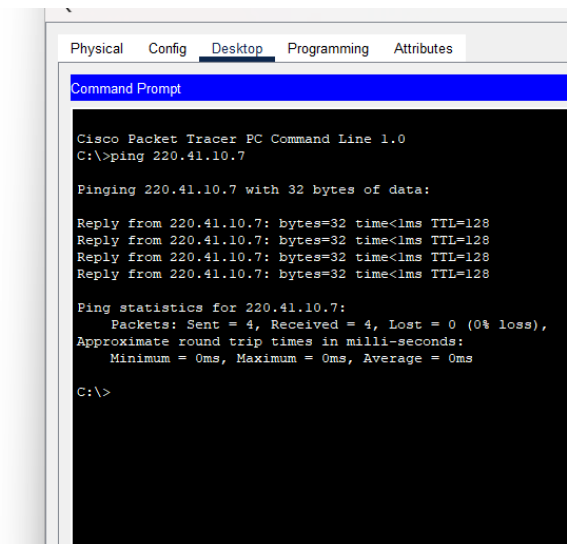 Physical Config Desktop Programming Attributes
Command Prompt
Cisco Packet Tracer PC Command Line 1.0
C:\>ping 220.41.10.7
Pinging 220.41.10.7 with 32 bytes of data:
Reply from 220.41.10.7: bytes=32 time<1ms TTL=128
Reply from 220.41.10.7: bytes=32 time<1ms TTL=128
Reply from 220.41.10.7: bytes=32 time<1ms TTL=128
Reply from 220.41.10.7: bytes=32 time<1ms TTL=128
Ping statistics for 220.41.10.7:
Packets: Sent = 4, Received = 4, Lost = 0 (0% loss),
Approximate round trip times in milli-seconds:
Minimum = 0ms, Maximum = 0ms, Average = 0ms
C:\>